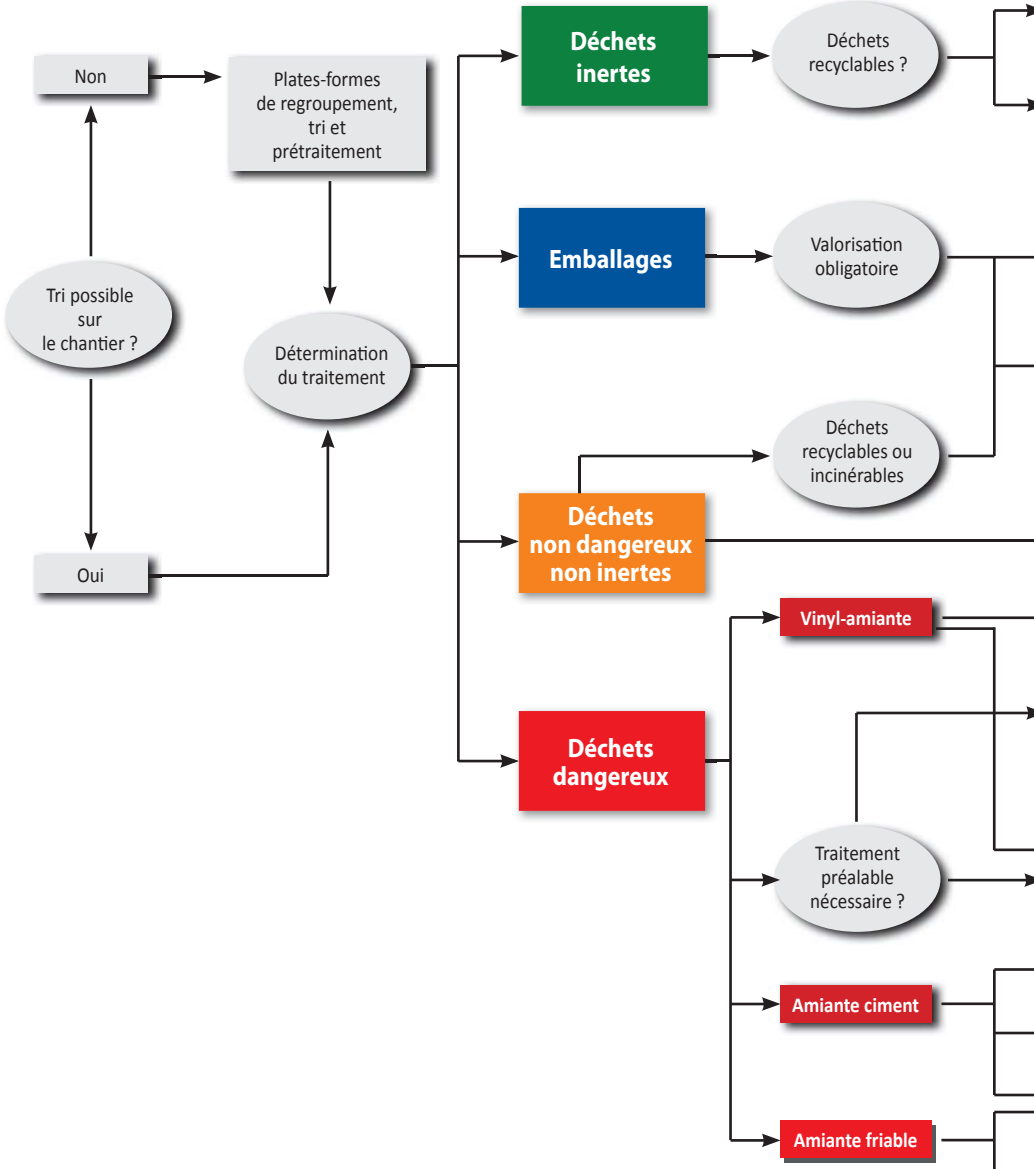 Non
Plates-formes
de regroupement,
tri et
prétraitement
Tri possible
sur
le chantier ?
Oui
Détermination
du traitement
Déchets
inertes
Déchets
recyclables ?
Emballages
Valorisation
obligatoire
Déchets
recyclables ou
incinérables
Déchets
non dangereux
non inertes
Déchets
dangereux
Vinyl-amiante
Traitement
préalable
nécessaire ?
Amiante ciment
Amiante friable